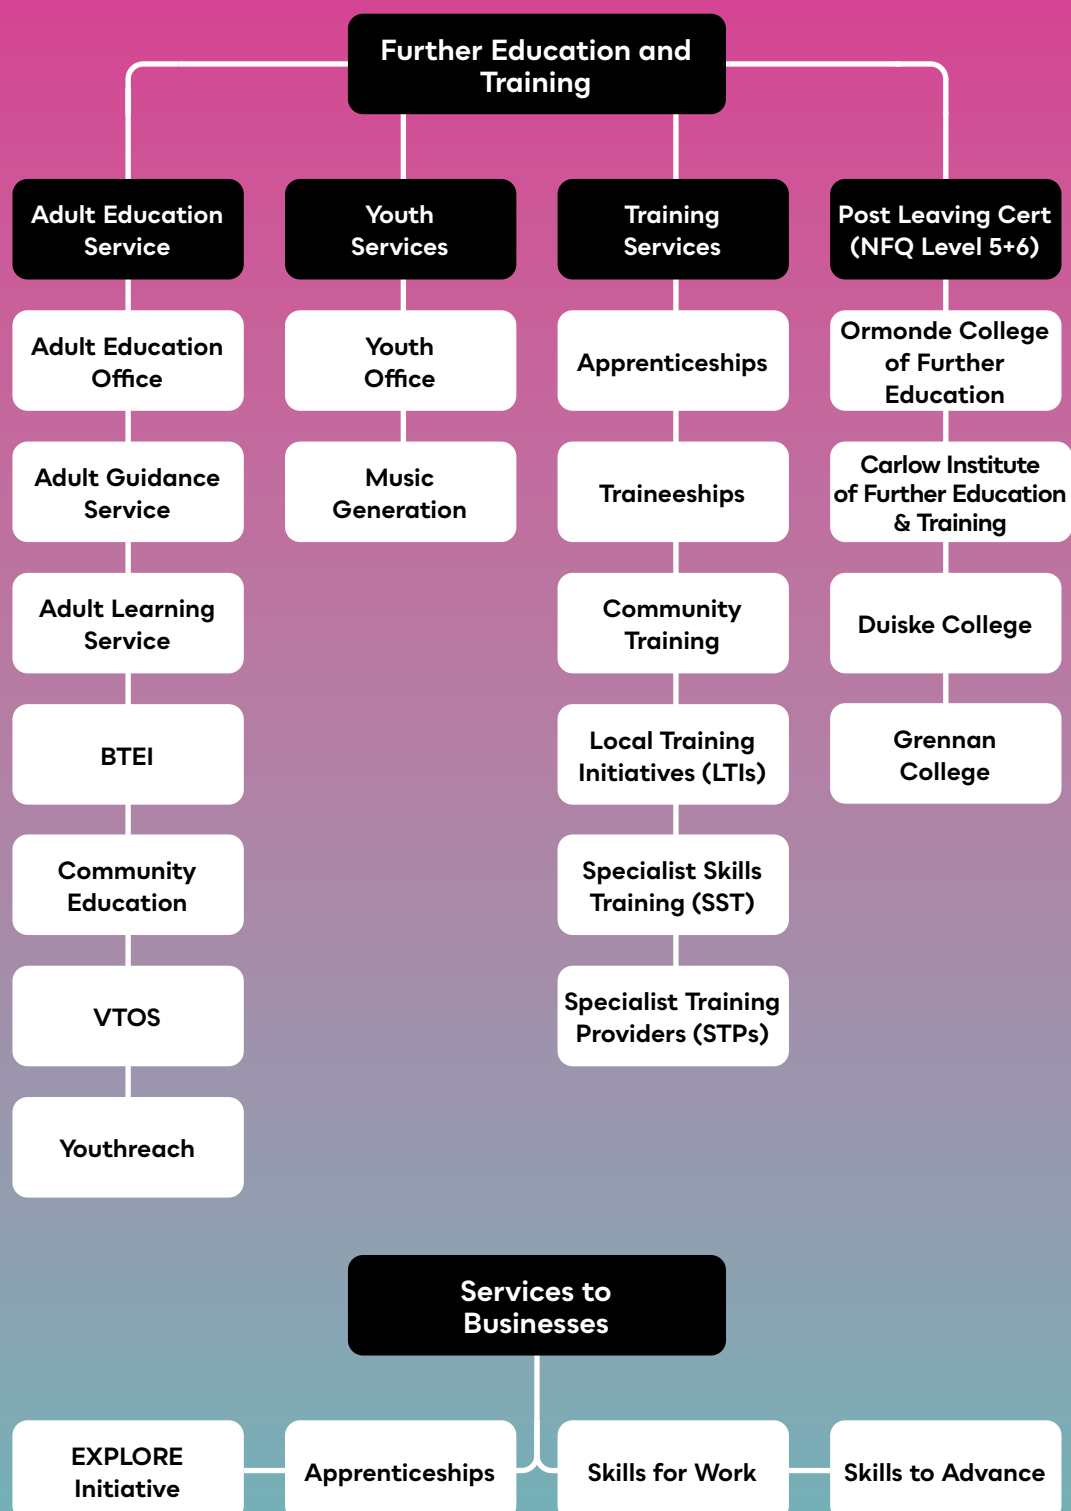 Further Education and
Training
Adult Education
Service
Adult Education
Office
Adult Guidance
Service
Adult Learning
Service
BTEI
Community
Education
VTOS
Youthreach
Youth
Services
Youth
Office
Music
Generation
Training
Services
Apprenticeships
Traineeships
Community
Training
Local Training
Initiatives (LTIs)
Specialist Skills
Training (SST)
Specialist Training
Providers (STPs)
Post Leaving Cert
(NFQ Level 5+6)
Ormonde College
of Further
Education
Carlow Institute
of Further Education
& Training
Duiske College
Grennan
College
Services to
Businesses
EXPLORE
Initiative
Apprenticeships
Skills for Work
Skills to Advance